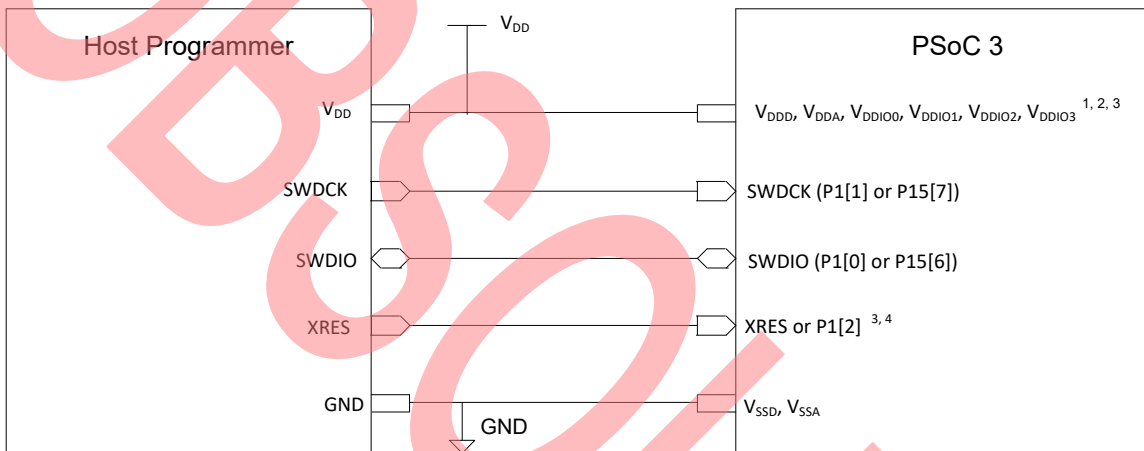 V_DD
Host Programmer
PSoC 3
V_DD
V_DDD, V_DDA, V_DDIO0, V_DDIO1, V_DDIO2, V_DDIO3 1, 2, 3
SWDCK
SWDCK (P1[1] or P15[7])
SWDIO
SWDIO (P1[0] or P15[6])
XRES
XRES or P1[2] 3, 4
GND
V_SSD, V_SSA
GND